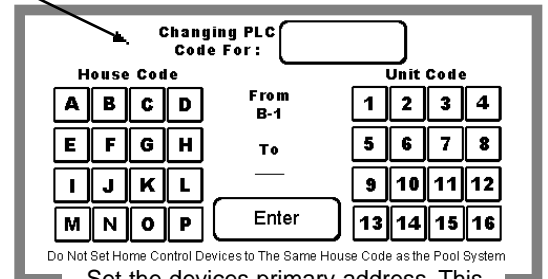 Changing PLC
Code For:
House Code
Unit Code
A B C D
From
B-1
1 2 3 4
E F G H
To
5 6 7 8
I J K L
9 10 11 12
M N O P
Enter
13 14 15 16
Do Not Set Home Control Devices to The Same House Code as the Pool System
Set the devices primary address. This